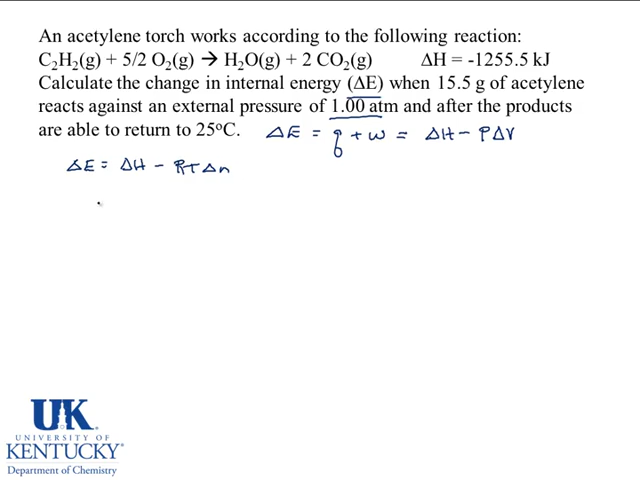 An acetylene torch works according to the following reaction:
C₂H₂(g) + 5/2 O₂(g) → H₂O(g) + 2 CO₂(g) ΔH = -1255.5 kJ
Calculate the change in internal energy (ΔE) when 15.5 g of acetylene
reacts against an external pressure of 1.00 atm and after the products
are able to return to 25°C. ΔE = q + w = ΔH - PΔV
ΔE = ΔH - RTΔn
UK
UNIVERSITY OF
KENTUCKY®
Department of Chemistry